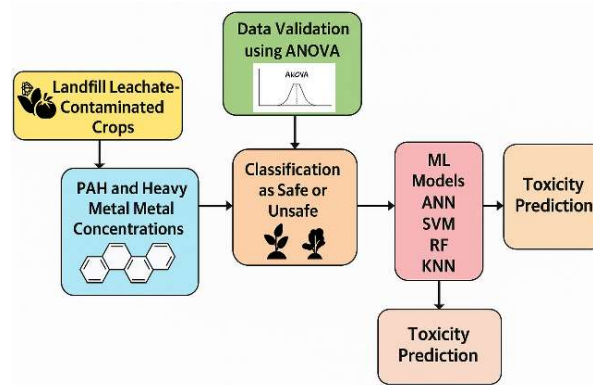 Landfill Leachate-
Contaminated
Crops
Data Validation
using ANOVA
ANOVA
PAH and Heavy
Metal Metal
Concentrations
Classification
as Safe or
Unsafe
ML
Models
ANN
SVM
RF
KNN
Toxicity
Prediction
Toxicity
Prediction